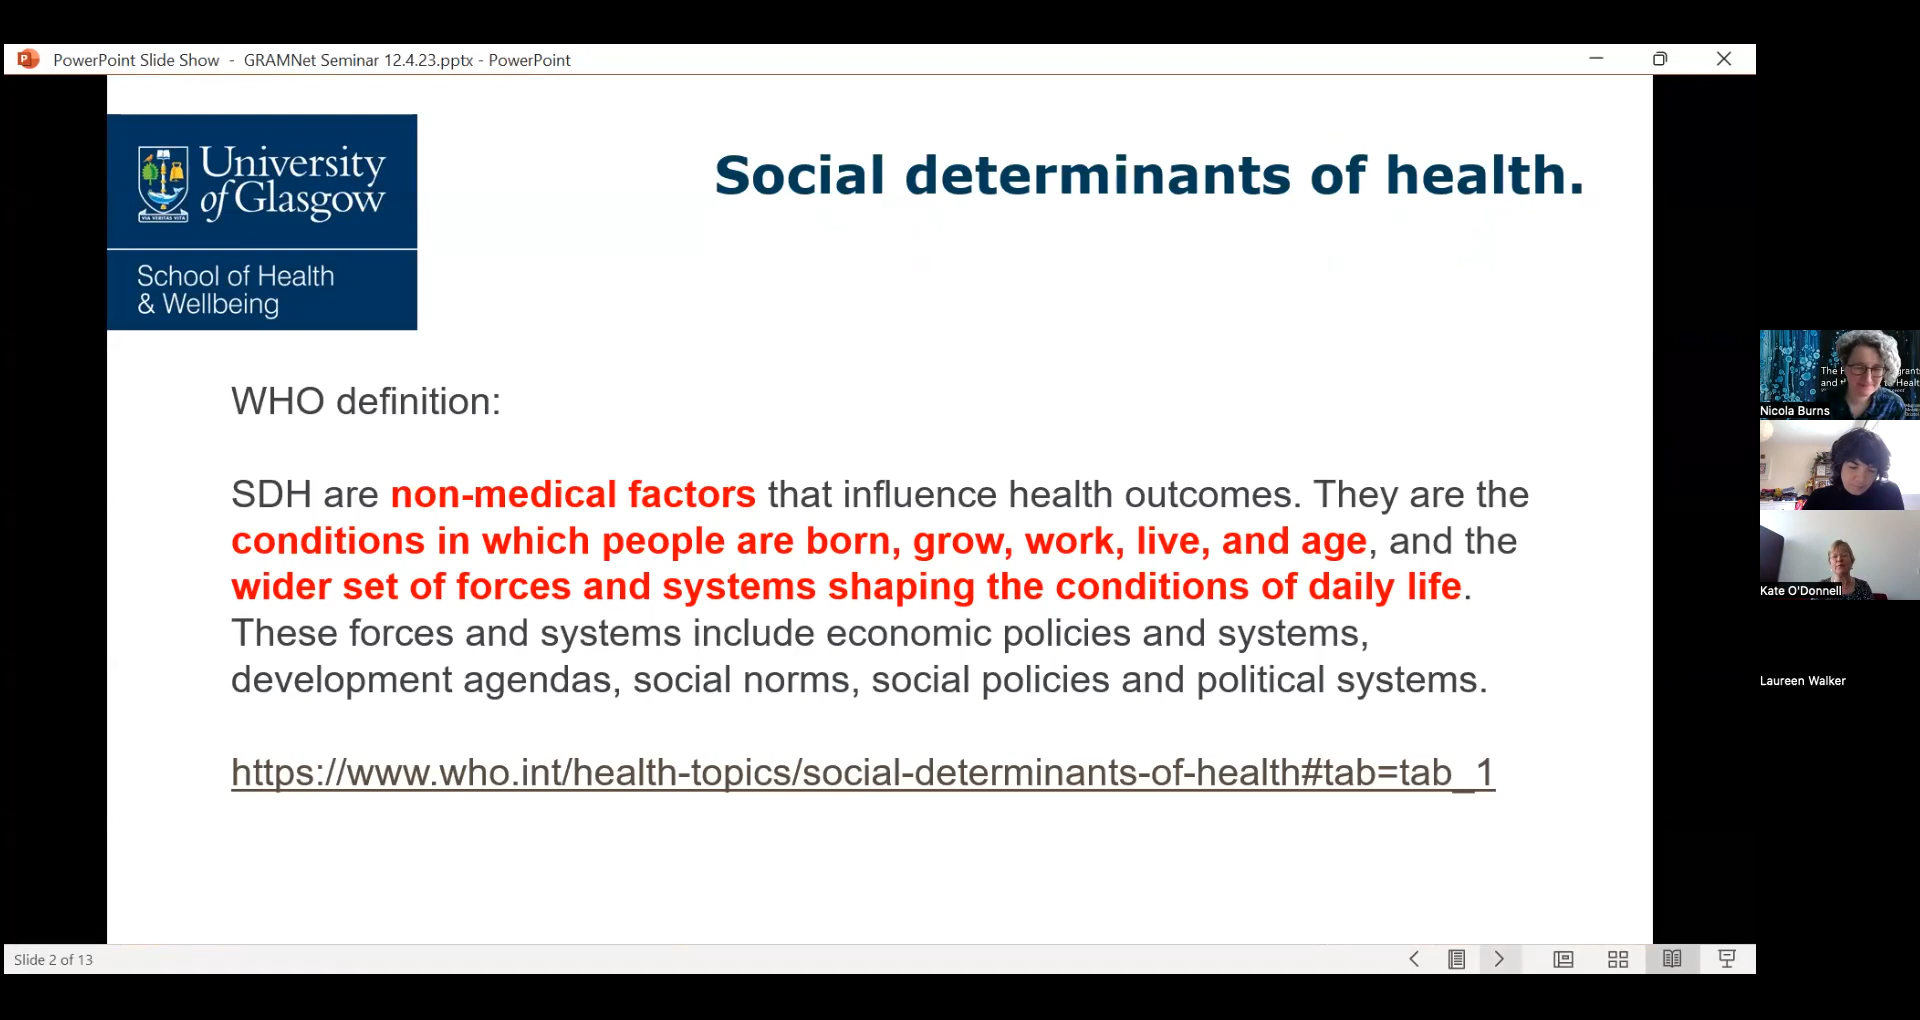 PowerPoint Slide Show - GRAMNet Seminar 12.4.23.pptx - PowerPoint
University
of Glasgow
VIA VERITAS VITA
School of Health
& Wellbeing
Social determinants of health.
WHO definition:
SDH are non-medical factors that influence health outcomes. They are the
conditions in which people are born, grow, work, live, and age, and the
wider set of forces and systems shaping the conditions of daily life.
These forces and systems include economic policies and systems,
development agendas, social norms, social policies and political systems.
https://www.who.int/health-topics/social-determinants-of-health#tab=tab_1
The
and
Nicola Burns
Kate O'Donnell
Laureen Walker
Slide 2 of 13